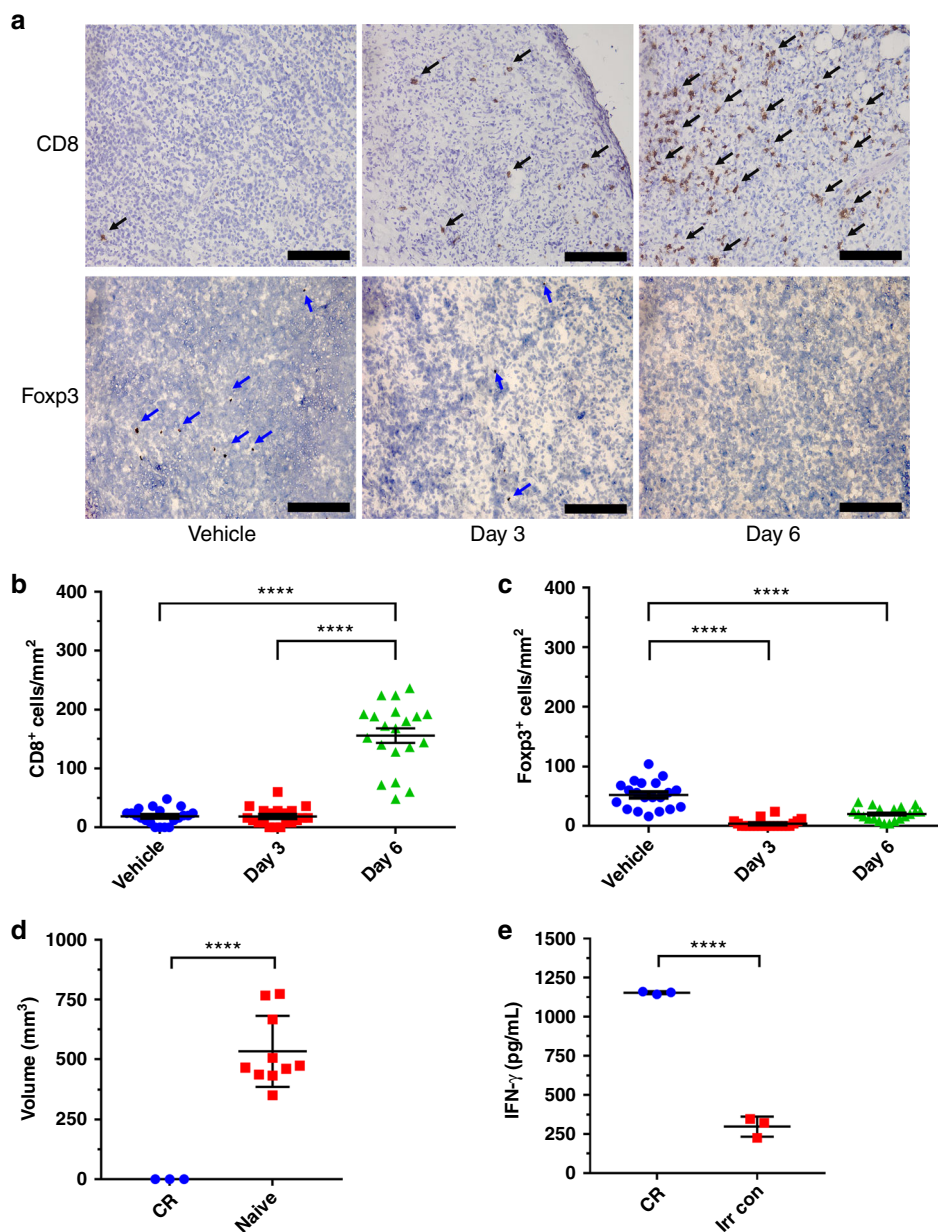 a
CD8
Foxp3
Vehicle
Day 3
Day 6
b
CD8⁺ cells/mm²
400
300
200
100
0
****
****
Vehicle
Day 3
Day 6
c
Foxp3⁺ cells/mm²
400
300
200
100
0
****
****
Vehicle
Day 3
Day 6
d
Volume (mm³)
1000
750
500
250
0
****
CR
Naive
e
IFN-γ (pg/mL)
1500
1250
1000
750
500
250
0
****
CR
Irr con